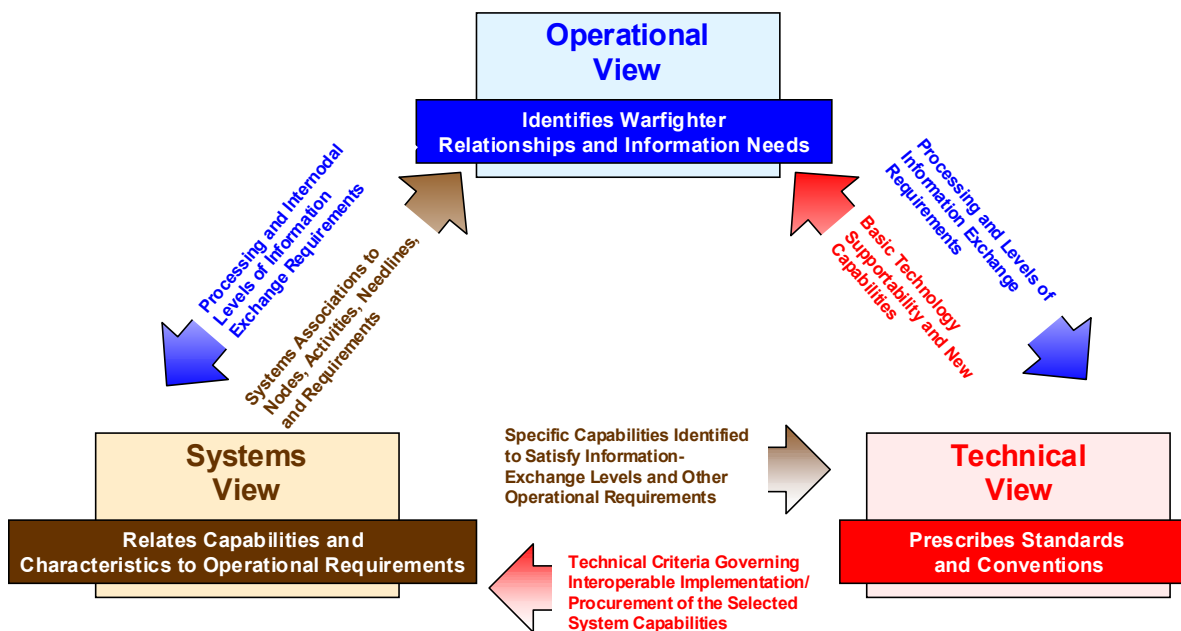 Operational
View
Identifies Warfighter
Relationships and Information Needs
Processing and Internodal
Levels of Information
Exchange Requirements
Systems Associations to
Nodes, Activities, Needlines,
and Requirements
Processing and Levels of
Information Exchange
Requirements
Basic Technology
Supportability and New
Capabilities
Systems
View
Relates Capabilities and
Characteristics to Operational Requirements
Specific Capabilities Identified
to Satisfy Information-
Exchange Levels and Other
Operational Requirements
Technical
View
Prescribes Standards
and Conventions
Technical Criteria Governing
Interoperable Implementation/
Procurement of the Selected
System Capabilities